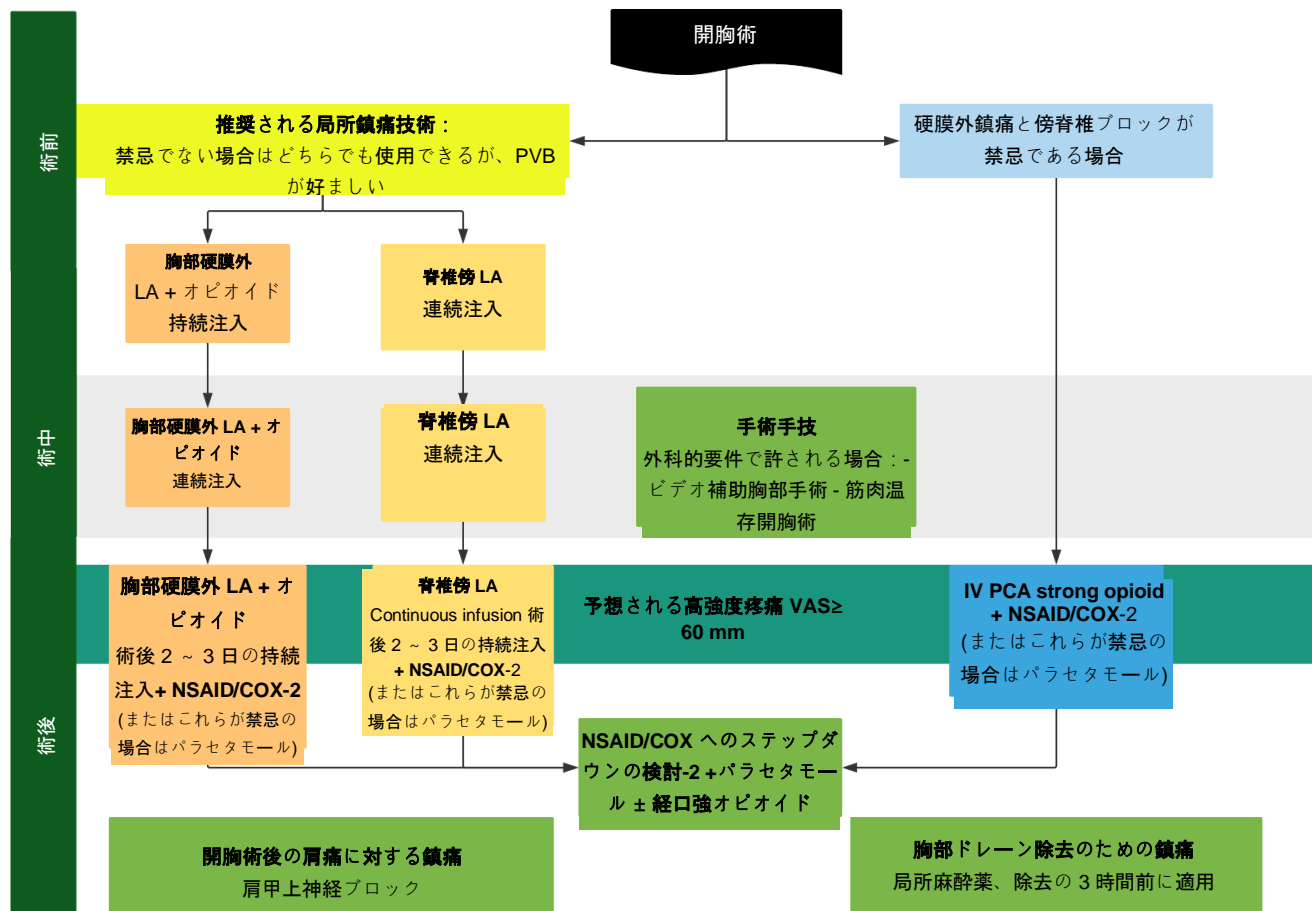 開胸術
術前
推奨される局所鎮痛技術：
禁忌でない場合はどちらでも使用できるが、PVB
が好ましい
硬膜外鎮痛と傍脊椎ブロックが
禁忌である場合
胸部硬膜外
LA + オピオイド
持続注入
脊椎傍 LA
連続注入
術中
胸部硬膜外 LA + オ
ピオイド
連続注入
脊椎傍 LA
連続注入
手術手技
外科的要件で許される場合：-
ビデオ補助胸部手術 - 筋肉温
存開胸術
術後
胸部硬膜外 LA + オ
ピオイド
術後 2 ～ 3 日の持続
注入+ NSAID/COX-2
(またはこれらが禁忌の
場合はパラセタモール)
脊椎傍 LA
Continuous infusion 術
後 2 ～ 3 日の持続注入
+ NSAID/COX-2
(またはこれらが禁忌の
場合はパラセタモール)
予想される高強度疼痛 VAS≥
60 mm
IV PCA strong opioid
+ NSAID/COX-2
(またはこれらが禁忌の
場合はパラセタモール)
NSAID/COX へのステップダ
ウンの検討-2 +パラセタモー
ル ± 経口強オピオイド
開胸術後の肩痛に対する鎮痛
肩甲上神経ブロック
胸部ドレーン除去のための鎮痛
局所麻酔薬、除去の 3 時間前に適用